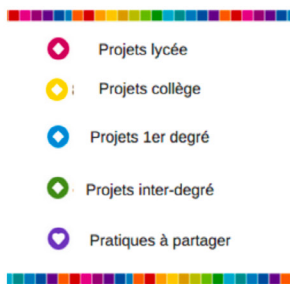 Projets lycée
Projets collège
Projets 1er degré
Projets inter-degré
Pratiques à partager